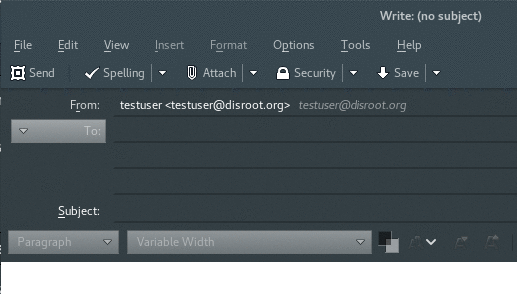 Write: (no subject)
File Edit View Insert Format Options Tools Help
Send Spelling Attach Security Save
From: testuser <testuser@disroot.org> testuser@disroot.org
To:
Subject:
Paragraph Variable Width